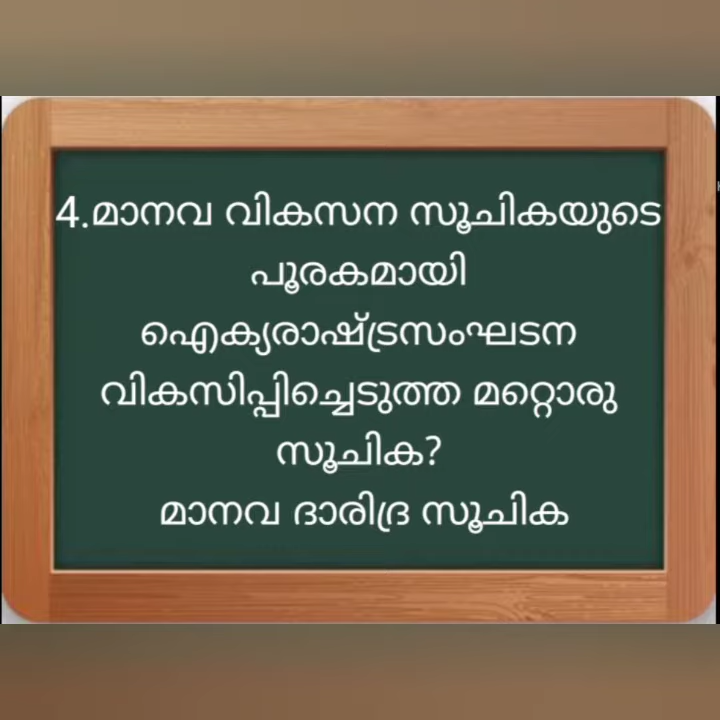 4.മാനവ വികസന സൂചികയുടെ
പൂരകമായി
ഐക്യരാഷ്ട്രസംഘടന
വികസിപ്പിച്ചെടുത്ത മറ്റൊരു
സൂചിക?
മാനവ ദാരിദ്ര സൂചിക